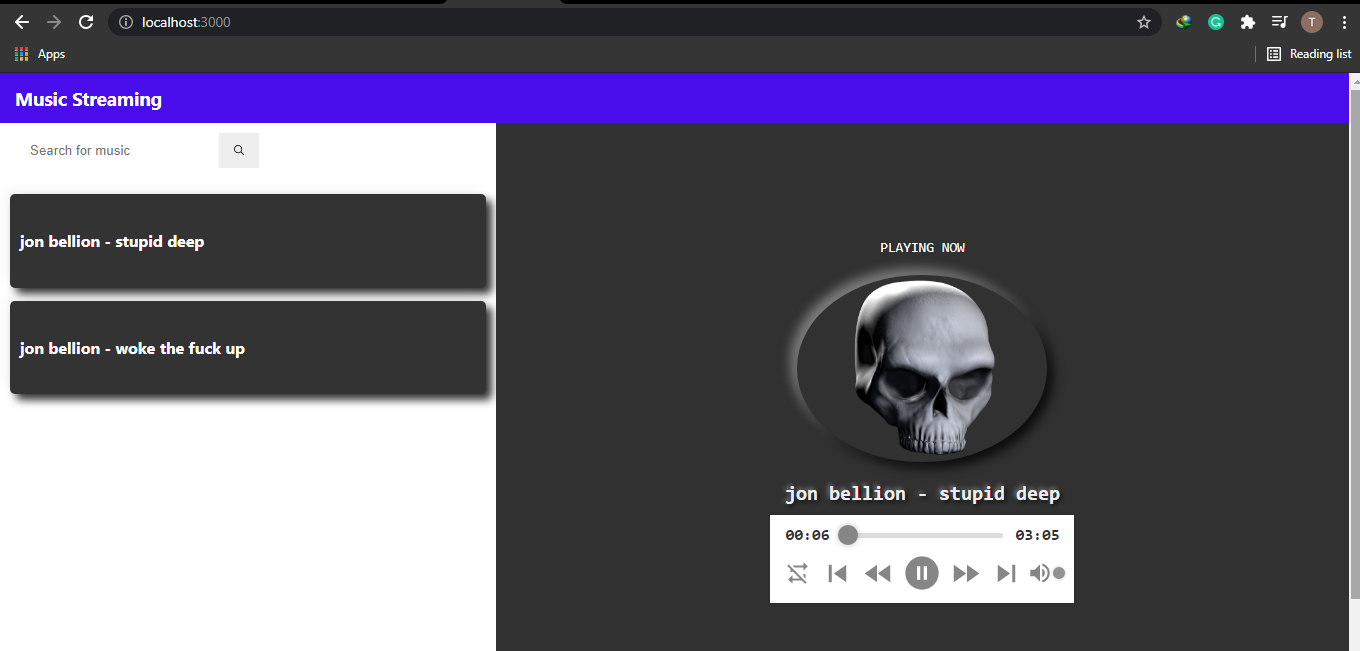 localhost:3000
T
Apps
Reading list
Music Streaming
Search for music
jon bellion - stupid deep
jon bellion - woke the fuck up
PLAYING NOW
jon bellion - stupid deep
00:06
03:05